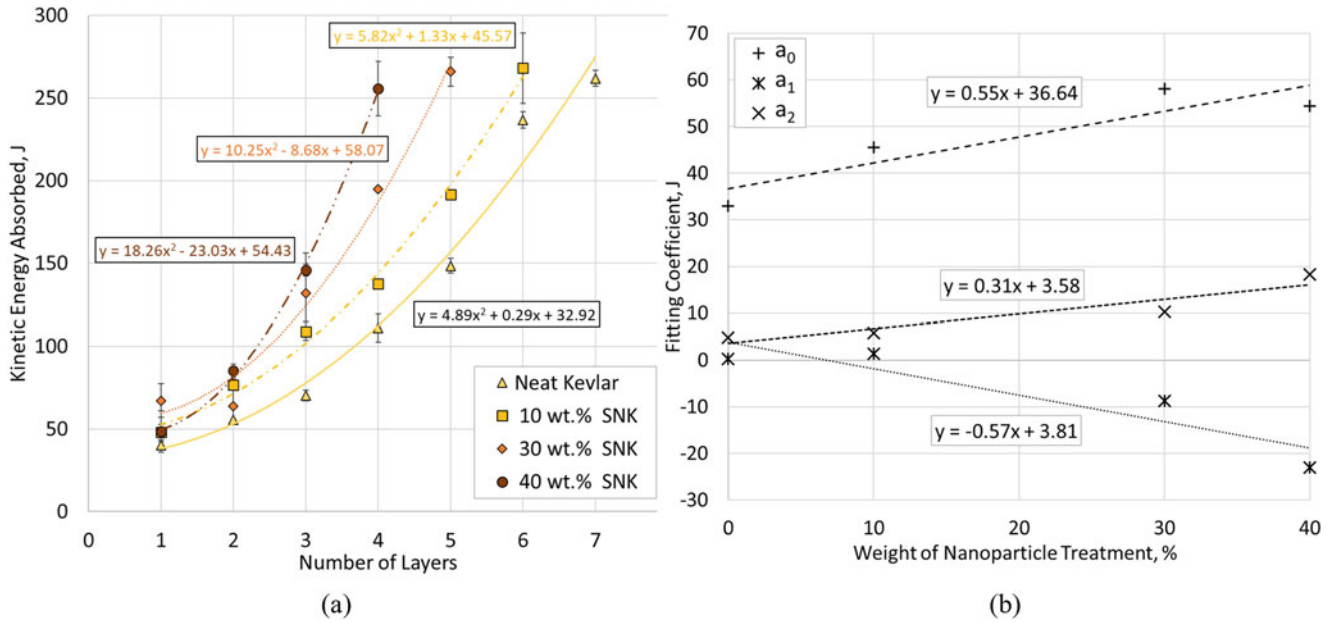 300
250
200
150
100
50
0
Kinetic Energy Absorbed, J
y = 5.82x² + 1.33x + 45.57
y = 10.25x² - 8.68x + 58.07
y = 18.26x² - 23.03x + 54.43
y = 4.89x² + 0.29x + 32.92
Neat Kevlar
10 wt.% SNK
30 wt.% SNK
40 wt.% SNK
0 1 2 3 4 5 6 7
Number of Layers
(a)
70
60
50
40
30
20
10
0
-10
-20
-30
Fitting Coefficient, J
a₀
a₁
a₂
y = 0.55x + 36.64
y = 0.31x + 3.58
y = -0.57x + 3.81
0 10 20 30 40
Weight of Nanoparticle Treatment, %
(b)